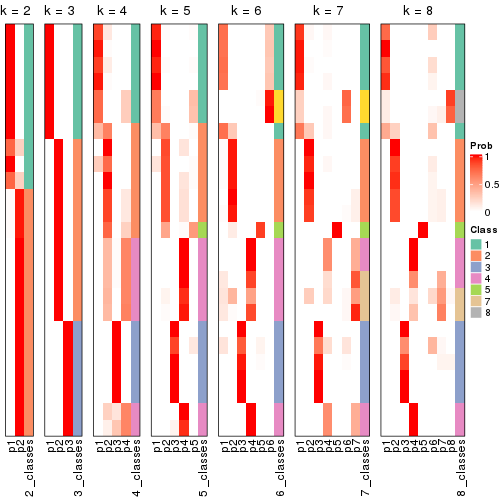 k = 2 k = 3 k = 4 k = 5 k = 6 k = 7 k = 8
Prob
1
0.5
0
Class
1
2
3
4
5
7
8
p1 p2 2_classes
p1 p2 p3 3_classes
p1 p2 p3 p4 4_classes
p1 p2 p3 p4 p5 5_classes
p1 p2 p3 p4 p5 p6 6_classes
p1 p2 p3 p4 p5 p6 p7 7_classes
p1 p2 p3 p4 p5 p6 p7 p8 8_classes